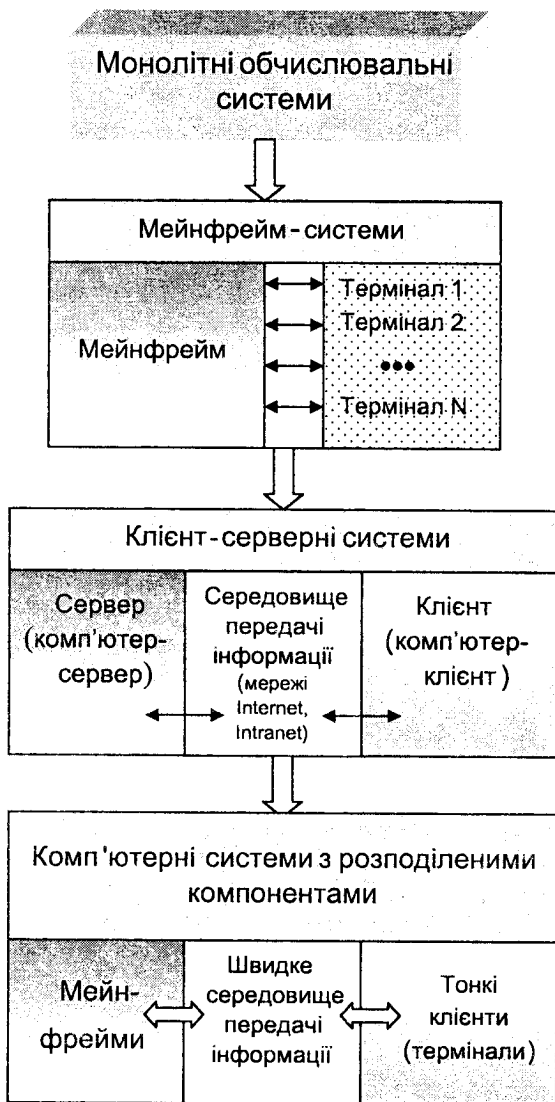 Монолітні обчислювальні
системи
Мейнфрейм-системи
Мейнфрейм
Термінал 1
Термінал 2
•••
Термінал N
Клієнт-серверні системи
Сервер
(комп'ютер-
сервер)
Середовище
передачі
інформації
(мережі
Internet,
Intranet)
Клієнт
(комп'ютер-
клієнт)
Комп'ютерні системи з розподіленими
компонентами
Мейн-
фрейми
Швидке
середовище
передачі
інформації
Тонкі
клієнти
(термінали)